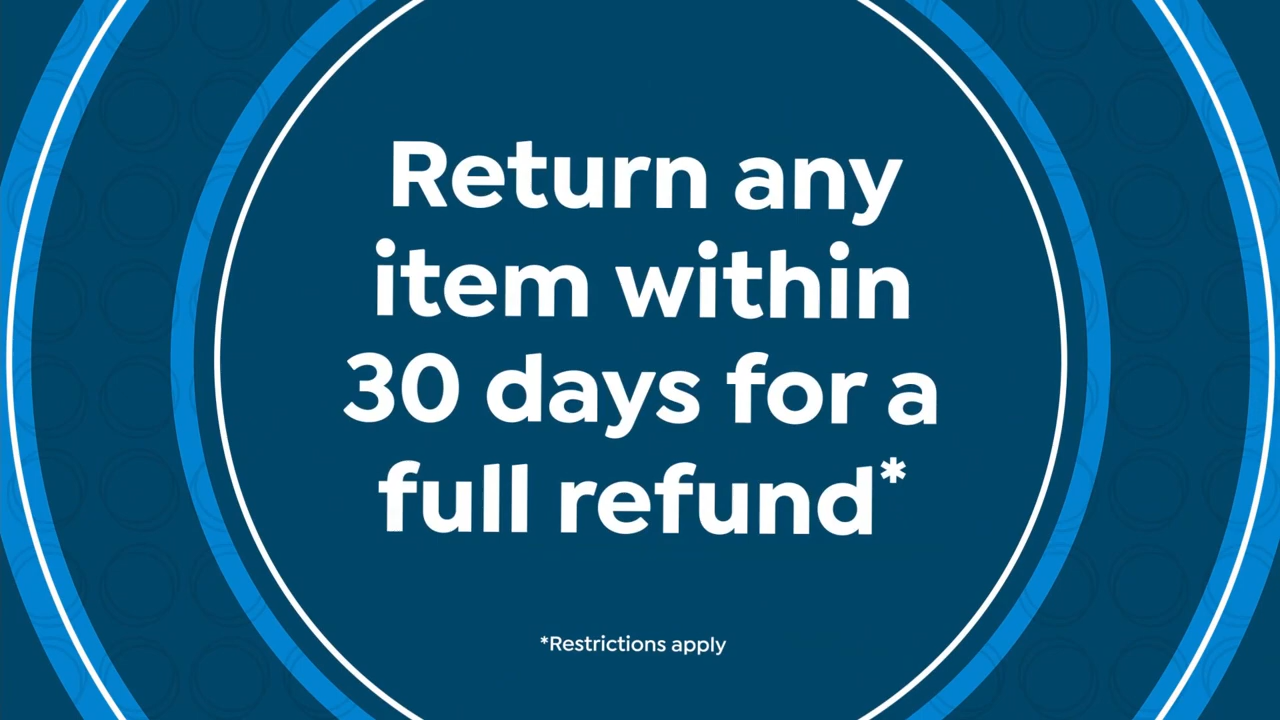 Return any
item within
30 days for a
full refund*
*Restrictions apply